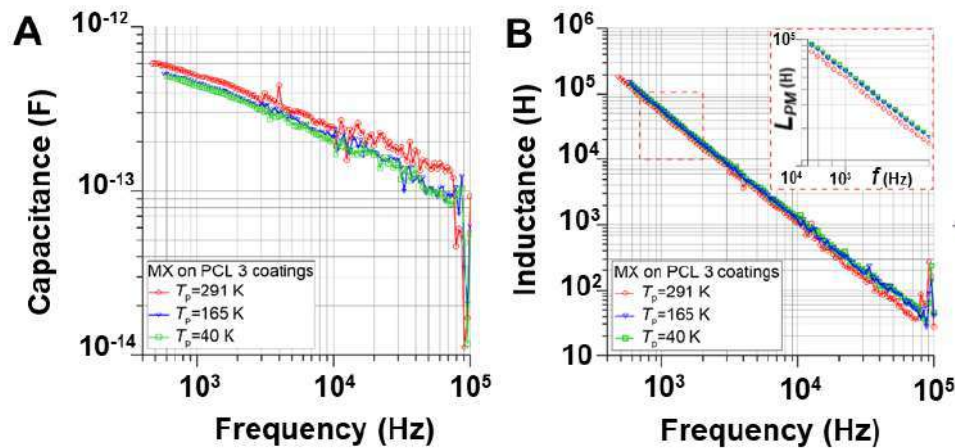 A
Capacitance (F)
10⁻¹²
10⁻¹³
10⁻¹⁴
MX on PCL 3 coatings
Tₚ=291 K
Tₚ=165 K
Tₚ=40 K
10³
10⁴
10⁵
Frequency (Hz)
B
Inductance (H)
10⁶
10⁵
10⁴
10³
10²
10
10⁵
L_PM (H)
10⁴
10⁵
f (Hz)
MX on PCL 3 coatings
Tₚ=291 K
Tₚ=165 K
Tₚ=40 K
10³
10⁴
10⁵
Frequency (Hz)